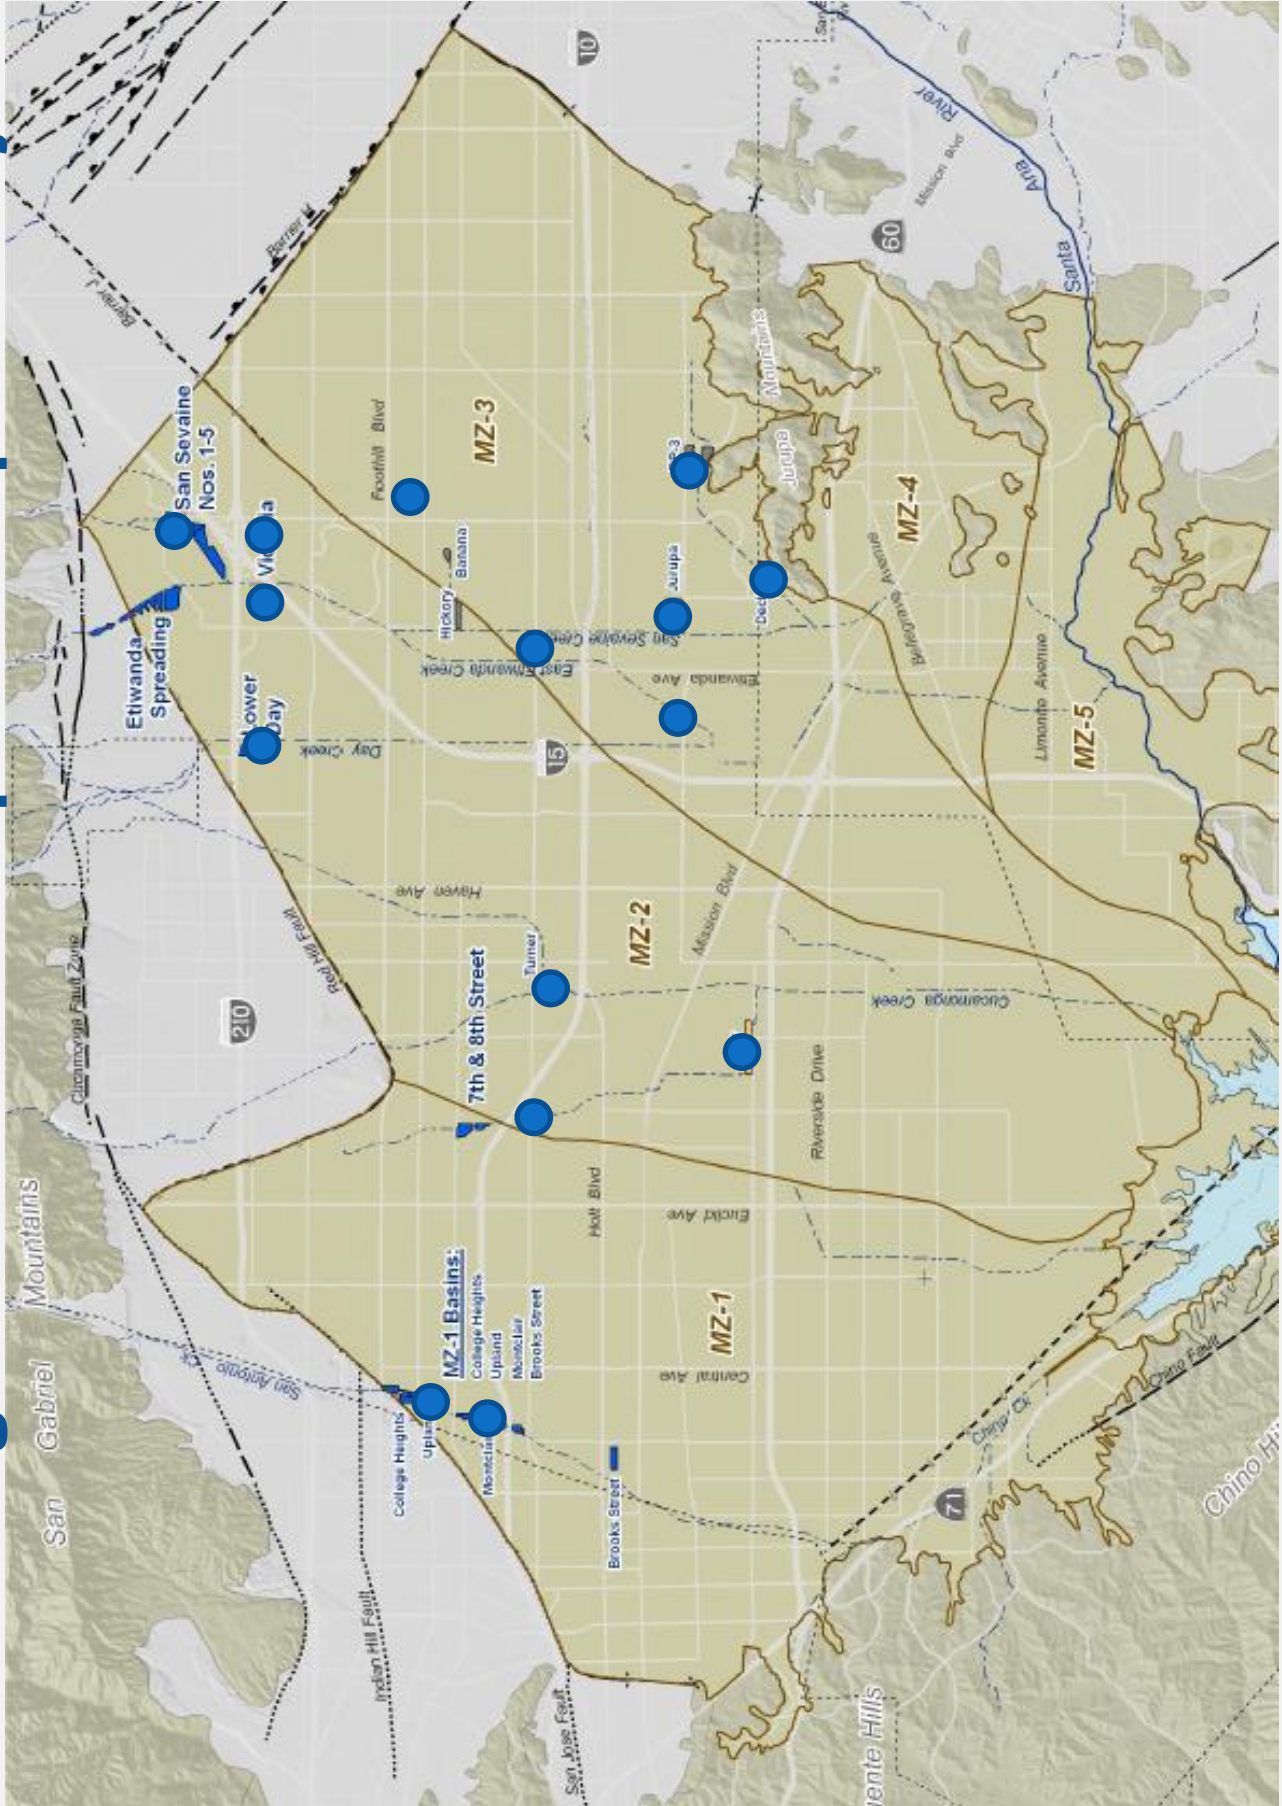 San Gabriel Mountains
Cucamonga Fault Zone
Etiwanda
Spreading
San Sevaine
Nos. 1-5
Barrier J
Barrier
Lower
Day
Day Creek
Red Hill Fault
210
Haven Ave
Foothill Blvd
San Antonio
Ck
Indian Hill Fault
San Jose Fault
College Heights
Montclair
Brooks Street
MZ-1 Basins:
College Heights
Upland
Montclair
Brooks Street
7th & 8th Street
Turner
Hickory
Banana
East Etiwanda Creek
San Sevaine Creek
15
10
MZ-3
MZ-2
MZ-1
Holt Blvd
Euclid Ave
Central Ave
Mission Blvd
Etiwanda Ave
Jurupa
Jurupa Mountains
Riverside Drive
Cucamonga Creek
Bellegrave Avenue
MZ-4
60
Mission Blvd
Limonite Avenue
MZ-5
Santa Ana River
71
Chino Ck
Chino Fault